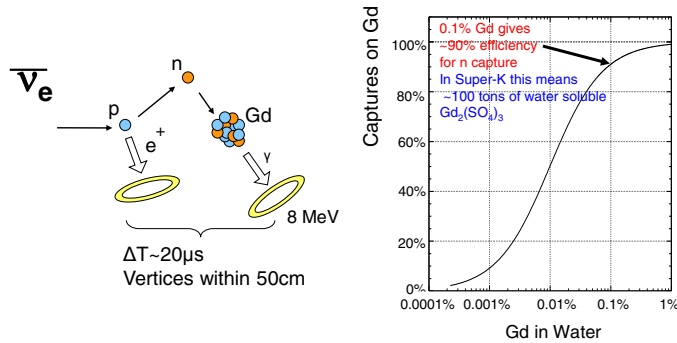 ν̅e
p
n
Gd
e+
γ
8 MeV
ΔT~20µs
Vertices within 50cm
Captures on Gd
100%
80%
60%
40%
20%
0%
0.1% Gd gives
~90% efficiency
for n capture
In Super-K this means
~100 tons of water soluble
Gd2(SO4)3
0.0001% 0.001% 0.01% 0.1% 1%
Gd in Water